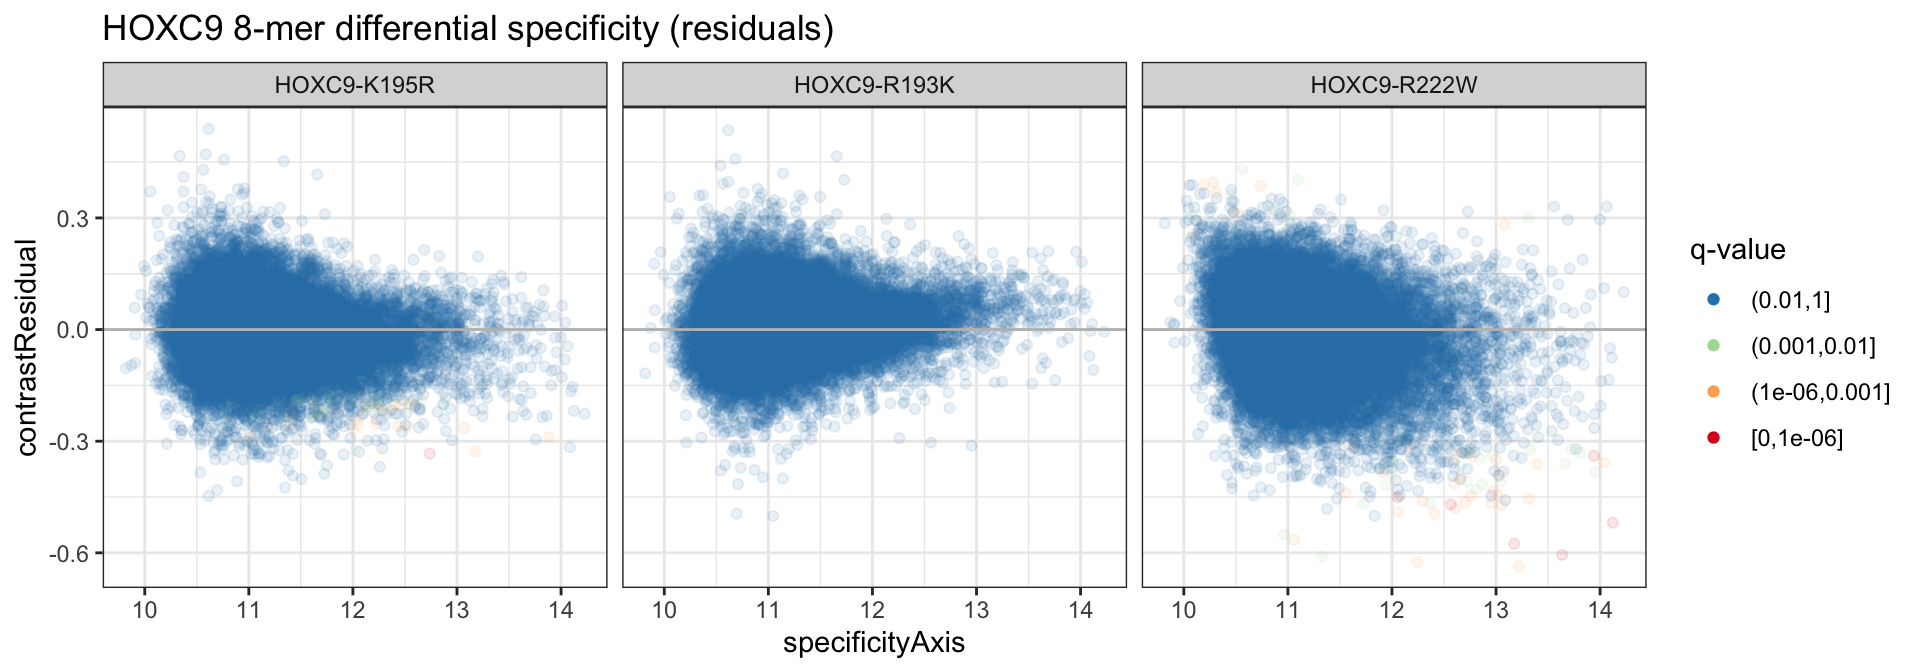 HOXC9 8-mer differential specificity (residuals)
HOXC9-K195R
HOXC9-R193K
HOXC9-R222W
contrastResidual
0.3
0.0
-0.3
-0.6
10 11 12 13 14
10 11 12 13 14
10 11 12 13 14
specificityAxis
q-value
(0.01,1]
(0.001,0.01]
(1e-06,0.001]
[0,1e-06]